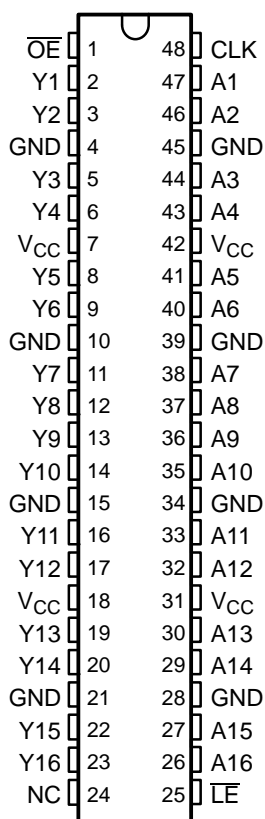 O̅E̅ 1 48 CLK
Y1 2 47 A1
Y2 3 46 A2
GND 4 45 GND
Y3 5 44 A3
Y4 6 43 A4
VCC 7 42 VCC
Y5 8 41 A5
Y6 9 40 A6
GND 10 39 GND
Y7 11 38 A7
Y8 12 37 A8
Y9 13 36 A9
Y10 14 35 A10
GND 15 34 GND
Y11 16 33 A11
Y12 17 32 A12
VCC 18 31 VCC
Y13 19 30 A13
Y14 20 29 A14
GND 21 28 GND
Y15 22 27 A15
Y16 23 26 A16
NC 24 25 L̅E̅